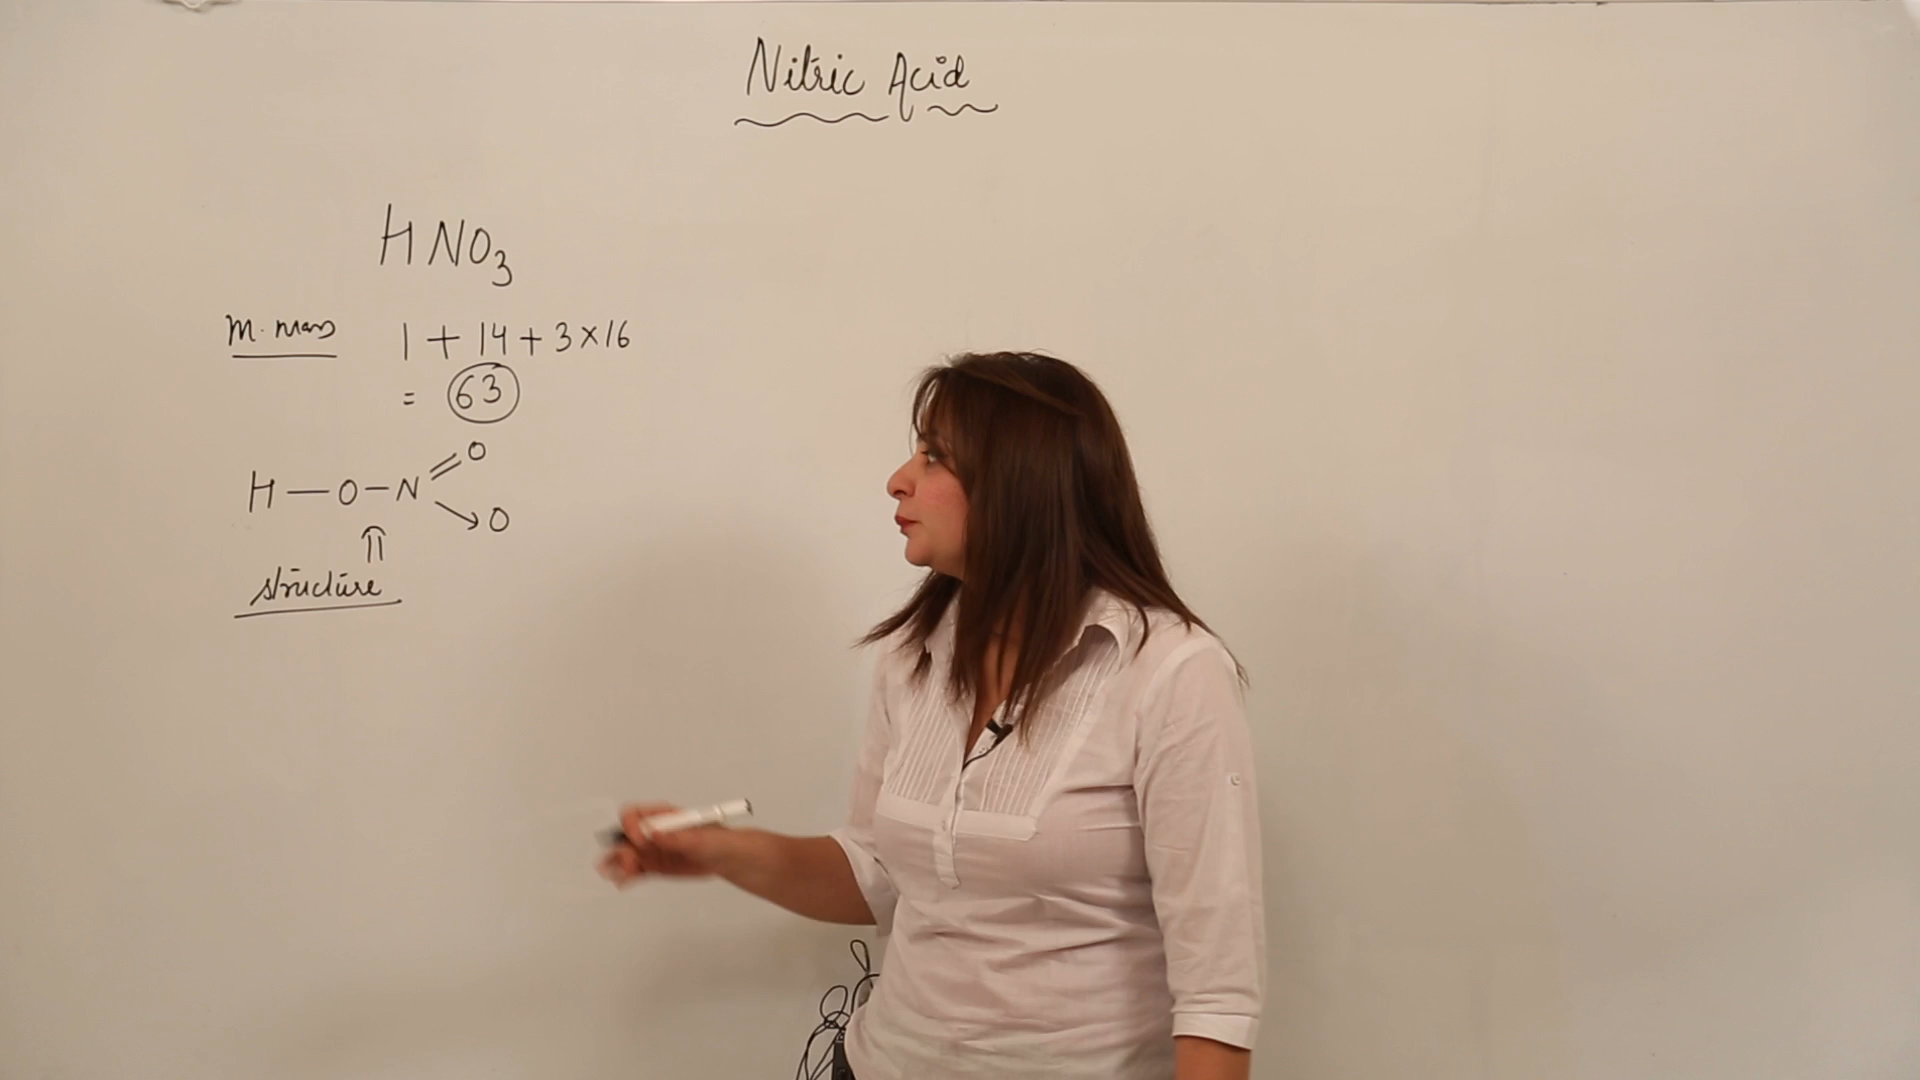 Nitric Acid
HNO₃
M. mass 1 + 14 + 3×16
= 63
O
H — O — N
O
structure